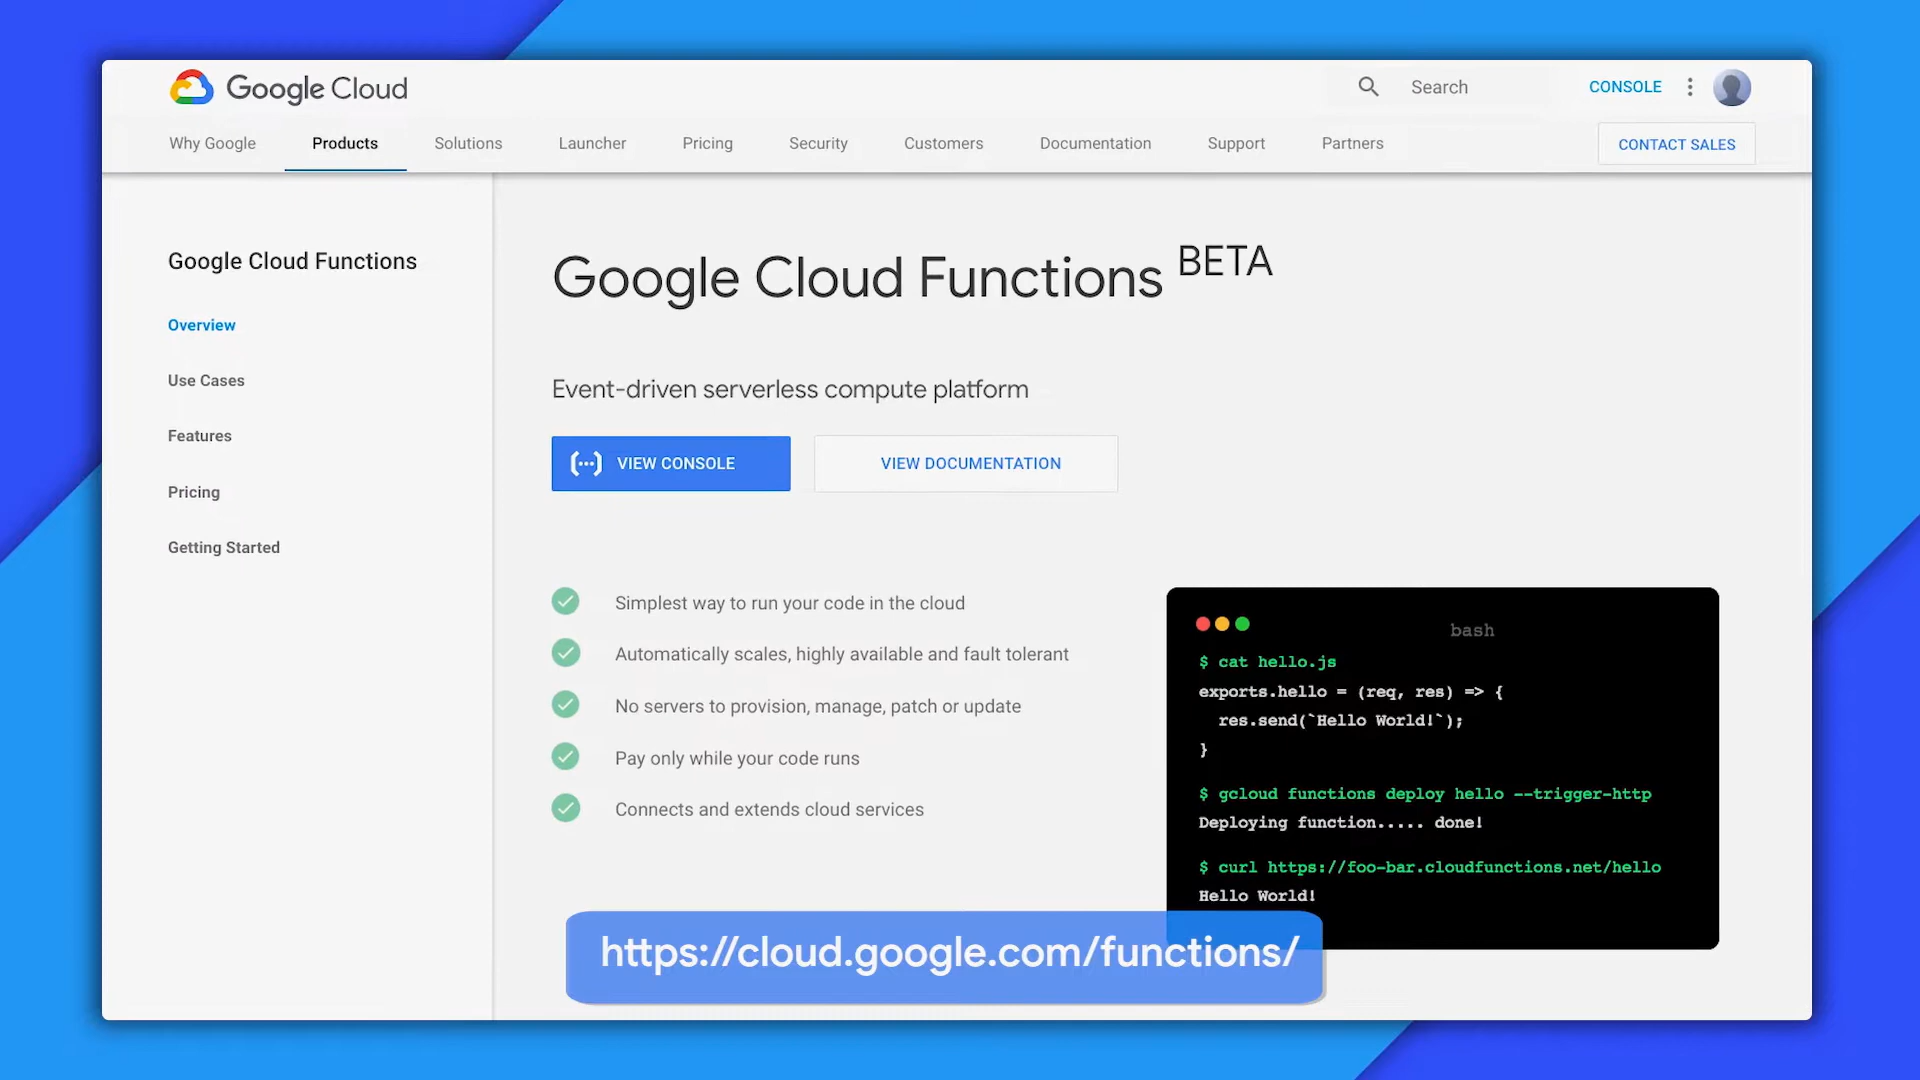 Google Cloud
Search
CONSOLE
Why Google
Products
Solutions
Launcher
Pricing
Security
Customers
Documentation
Support
Partners
CONTACT SALES
Google Cloud Functions
Overview
Use Cases
Features
Pricing
Getting Started
Google Cloud Functions BETA
Event-driven serverless compute platform
(···) VIEW CONSOLE
VIEW DOCUMENTATION
Simplest way to run your code in the cloud
Automatically scales, highly available and fault tolerant
No servers to provision, manage, patch or update
Pay only while your code runs
Connects and extends cloud services
bash
$ cat hello.js
exports.hello = (req, res) => {
  res.send(`Hello World!`);
}
$ gcloud functions deploy hello --trigger-http
Deploying function..... done!
$ curl https://foo-bar.cloudfunctions.net/hello
Hello World!
https://cloud.google.com/functions/